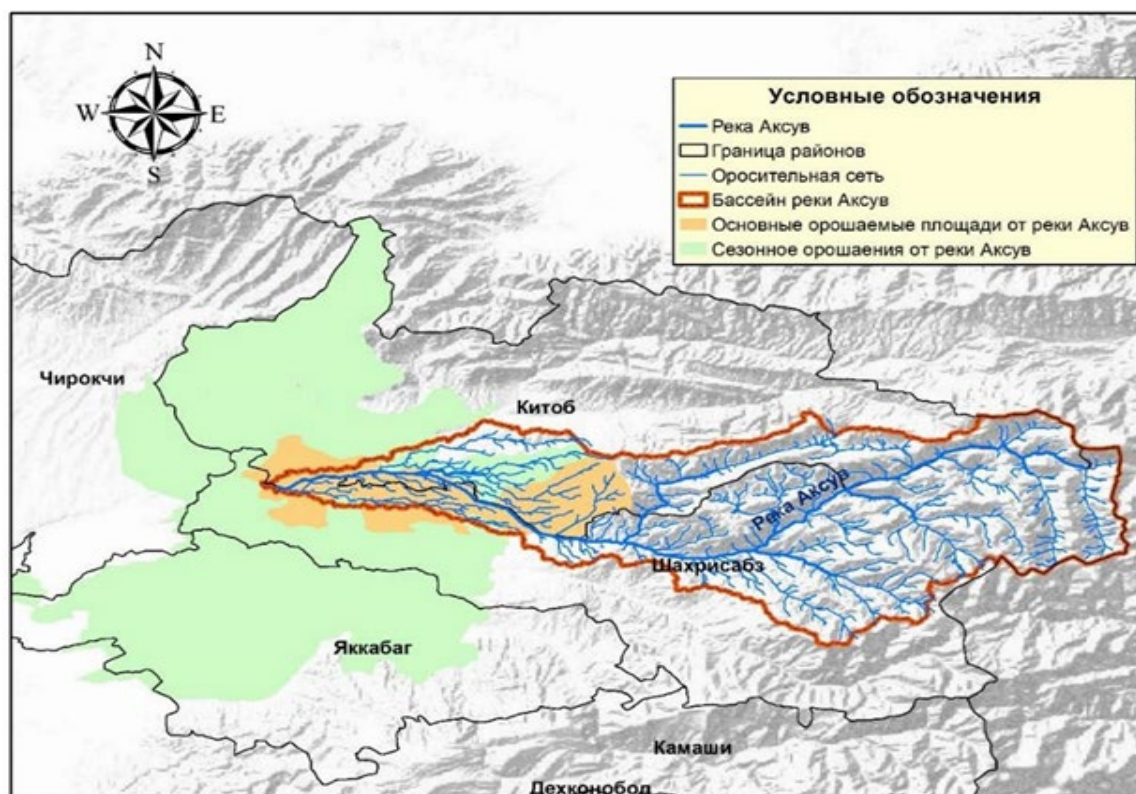 N
W E
S
Условные обозначения
Река Аксув
Граница районов
Оросительная сеть
Бассейн реки Аксув
Основные орошаемые площади от реки Аксув
Сезонное орошаения от реки Аксув
Чирокчи
Китоб
Река Аксур
Шахрисабз
Яккабаг
Камаши
Дехконобод